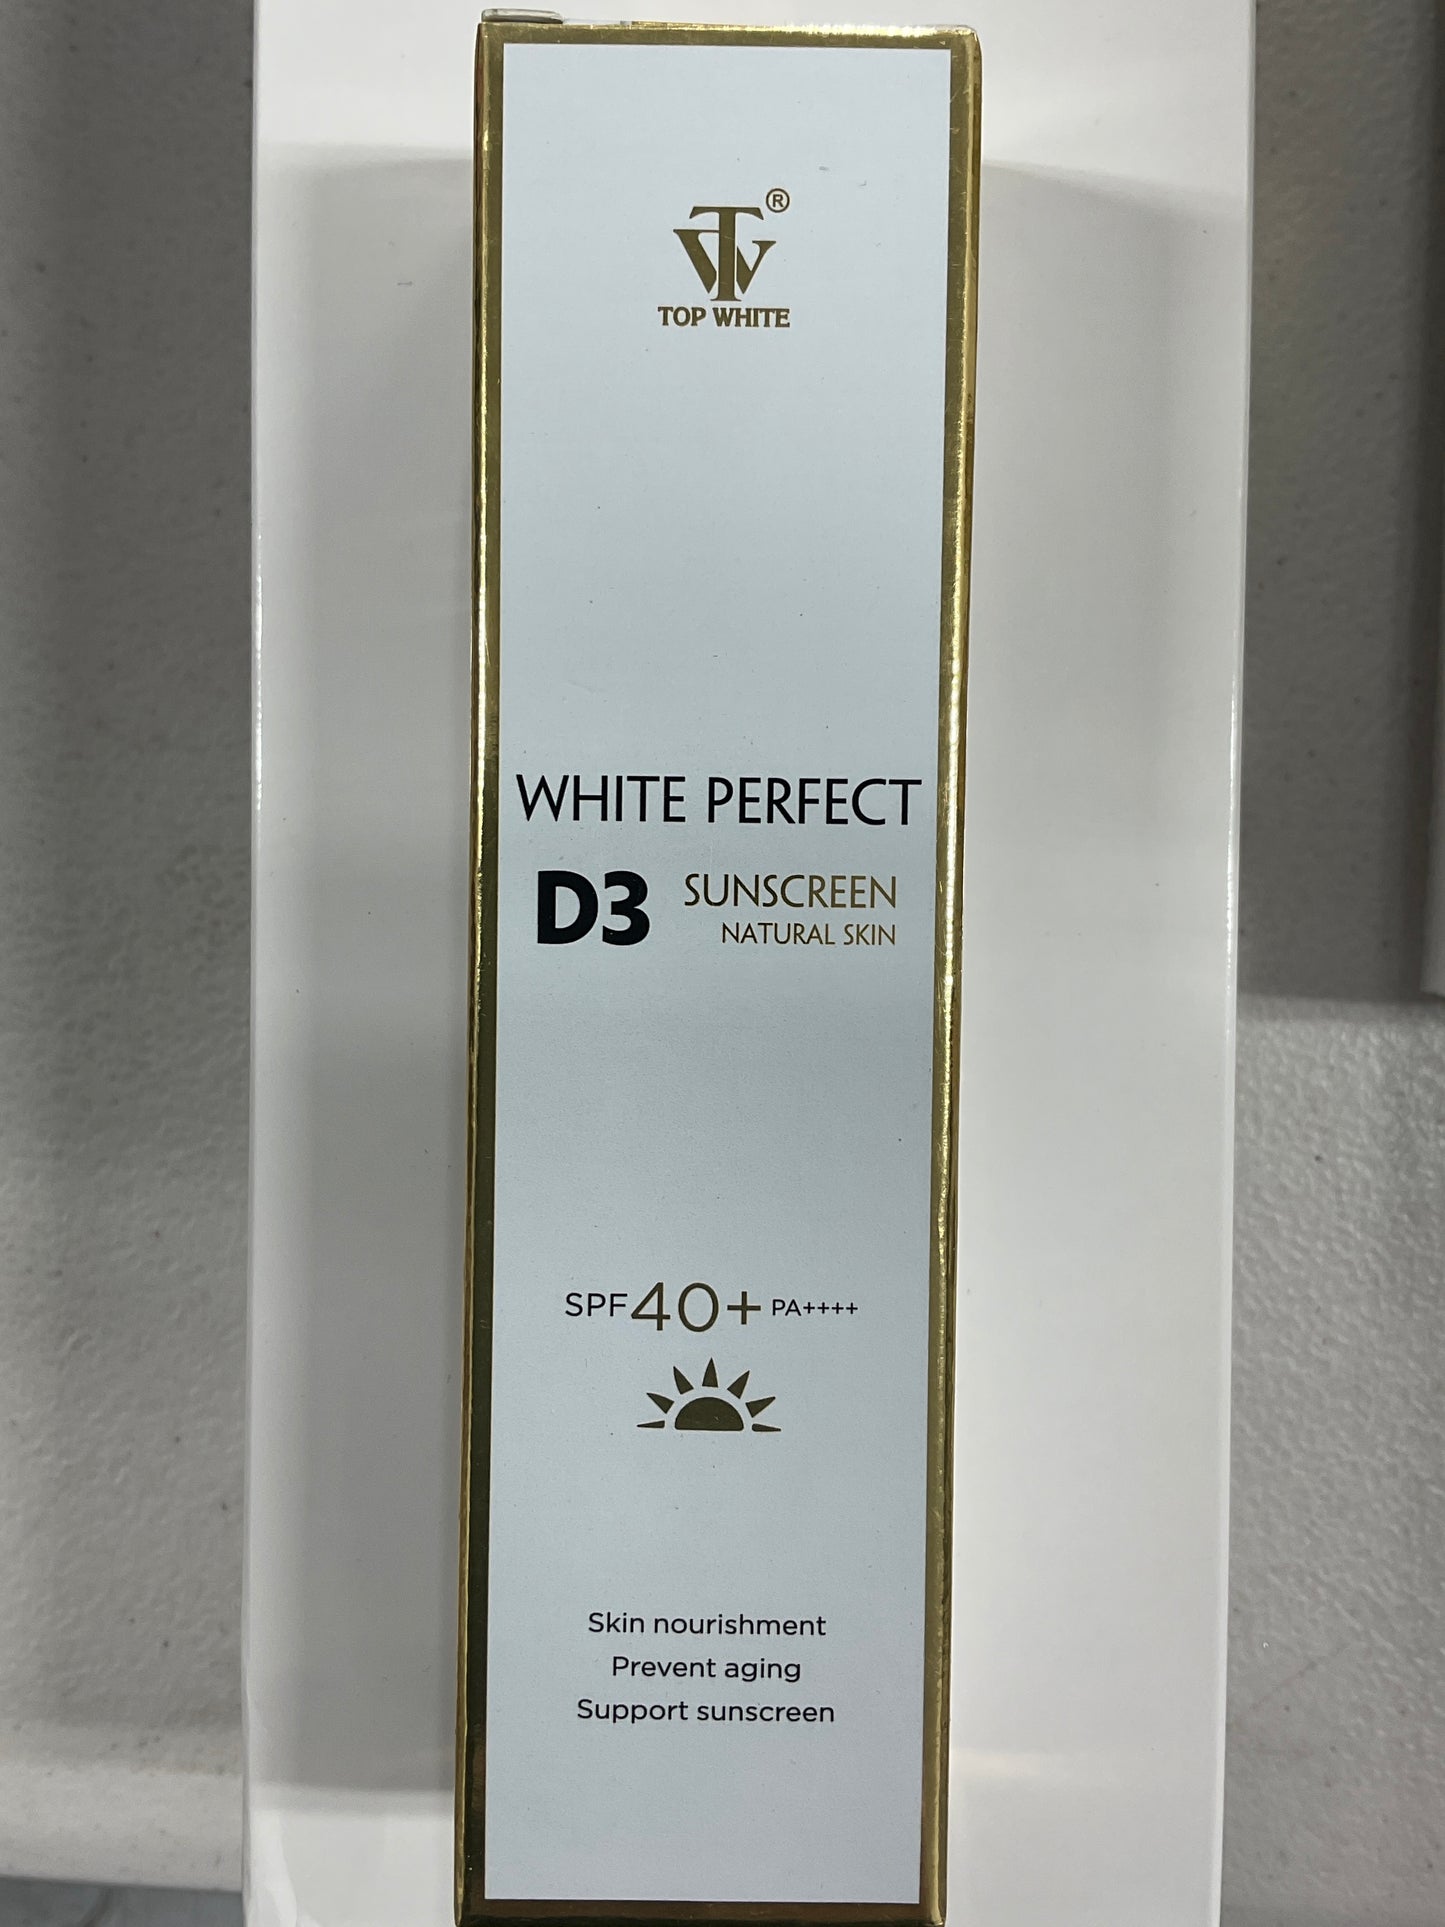 TW®
TOP WHITE
WHITE PERFECT
D3 SUNSCREEN
NATURAL SKIN
SPF40+ PA++++
Skin nourishment
Prevent aging
Support sunscreen